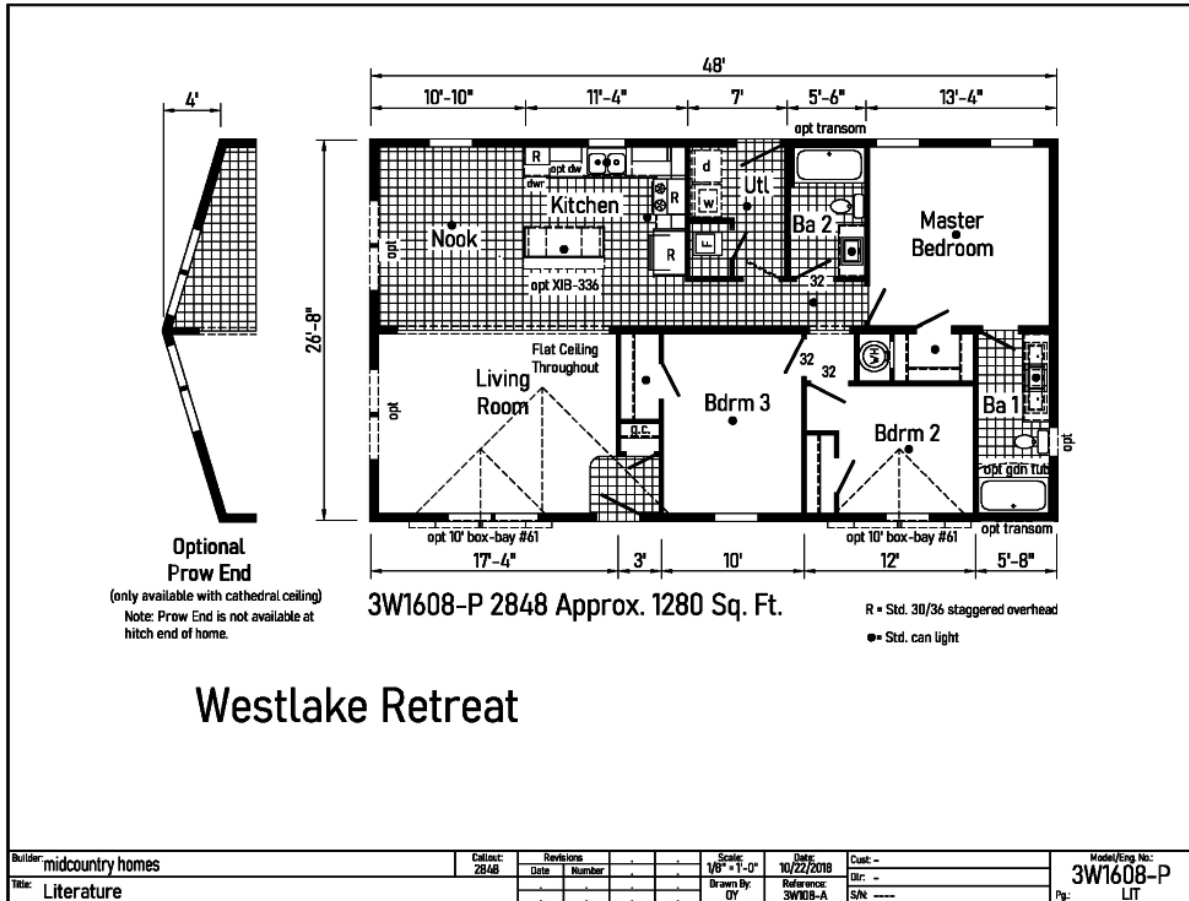 48'
4'
10'-10"
11'-4"
7'
5'-6"
13'-4"
opt transom
R
opt dw
dwr
d
w
Utl
Kitchen
R
Nook
F
R
Ba 2
Master
Bedroom
opt
opt XIB-336
32
26'-8"
Flat Ceiling
Throughout
Living
Room
opt
g.c.
Bdrm 3
32
32
WH
Bdrm 2
Ba 1
opt
opt gdn tub
opt transom
opt 10' box-bay #61
opt 10' box-bay #61
17'-4"
3'
10'
12'
5'-8"
Optional
Prow End
(only available with cathedral ceiling)
Note: Prow End is not available at
hitch end of home.
3W1608-P 2848 Approx. 1280 Sq. Ft.
R = Std. 30/36 staggered overhead
●= Std. can light
Westlake Retreat
Builder: midcountry homes
Title: Literature
Callout:
2848
Revisions
Date Number
Scale:
1/8" = 1'-0"
Drawn By:
OY
Date:
10/22/2018
Reference:
3W108-A
Cust: -
Dlr: -
S/N: ----
Model/Eng. No.:
3W1608-P
Pg.: LIT